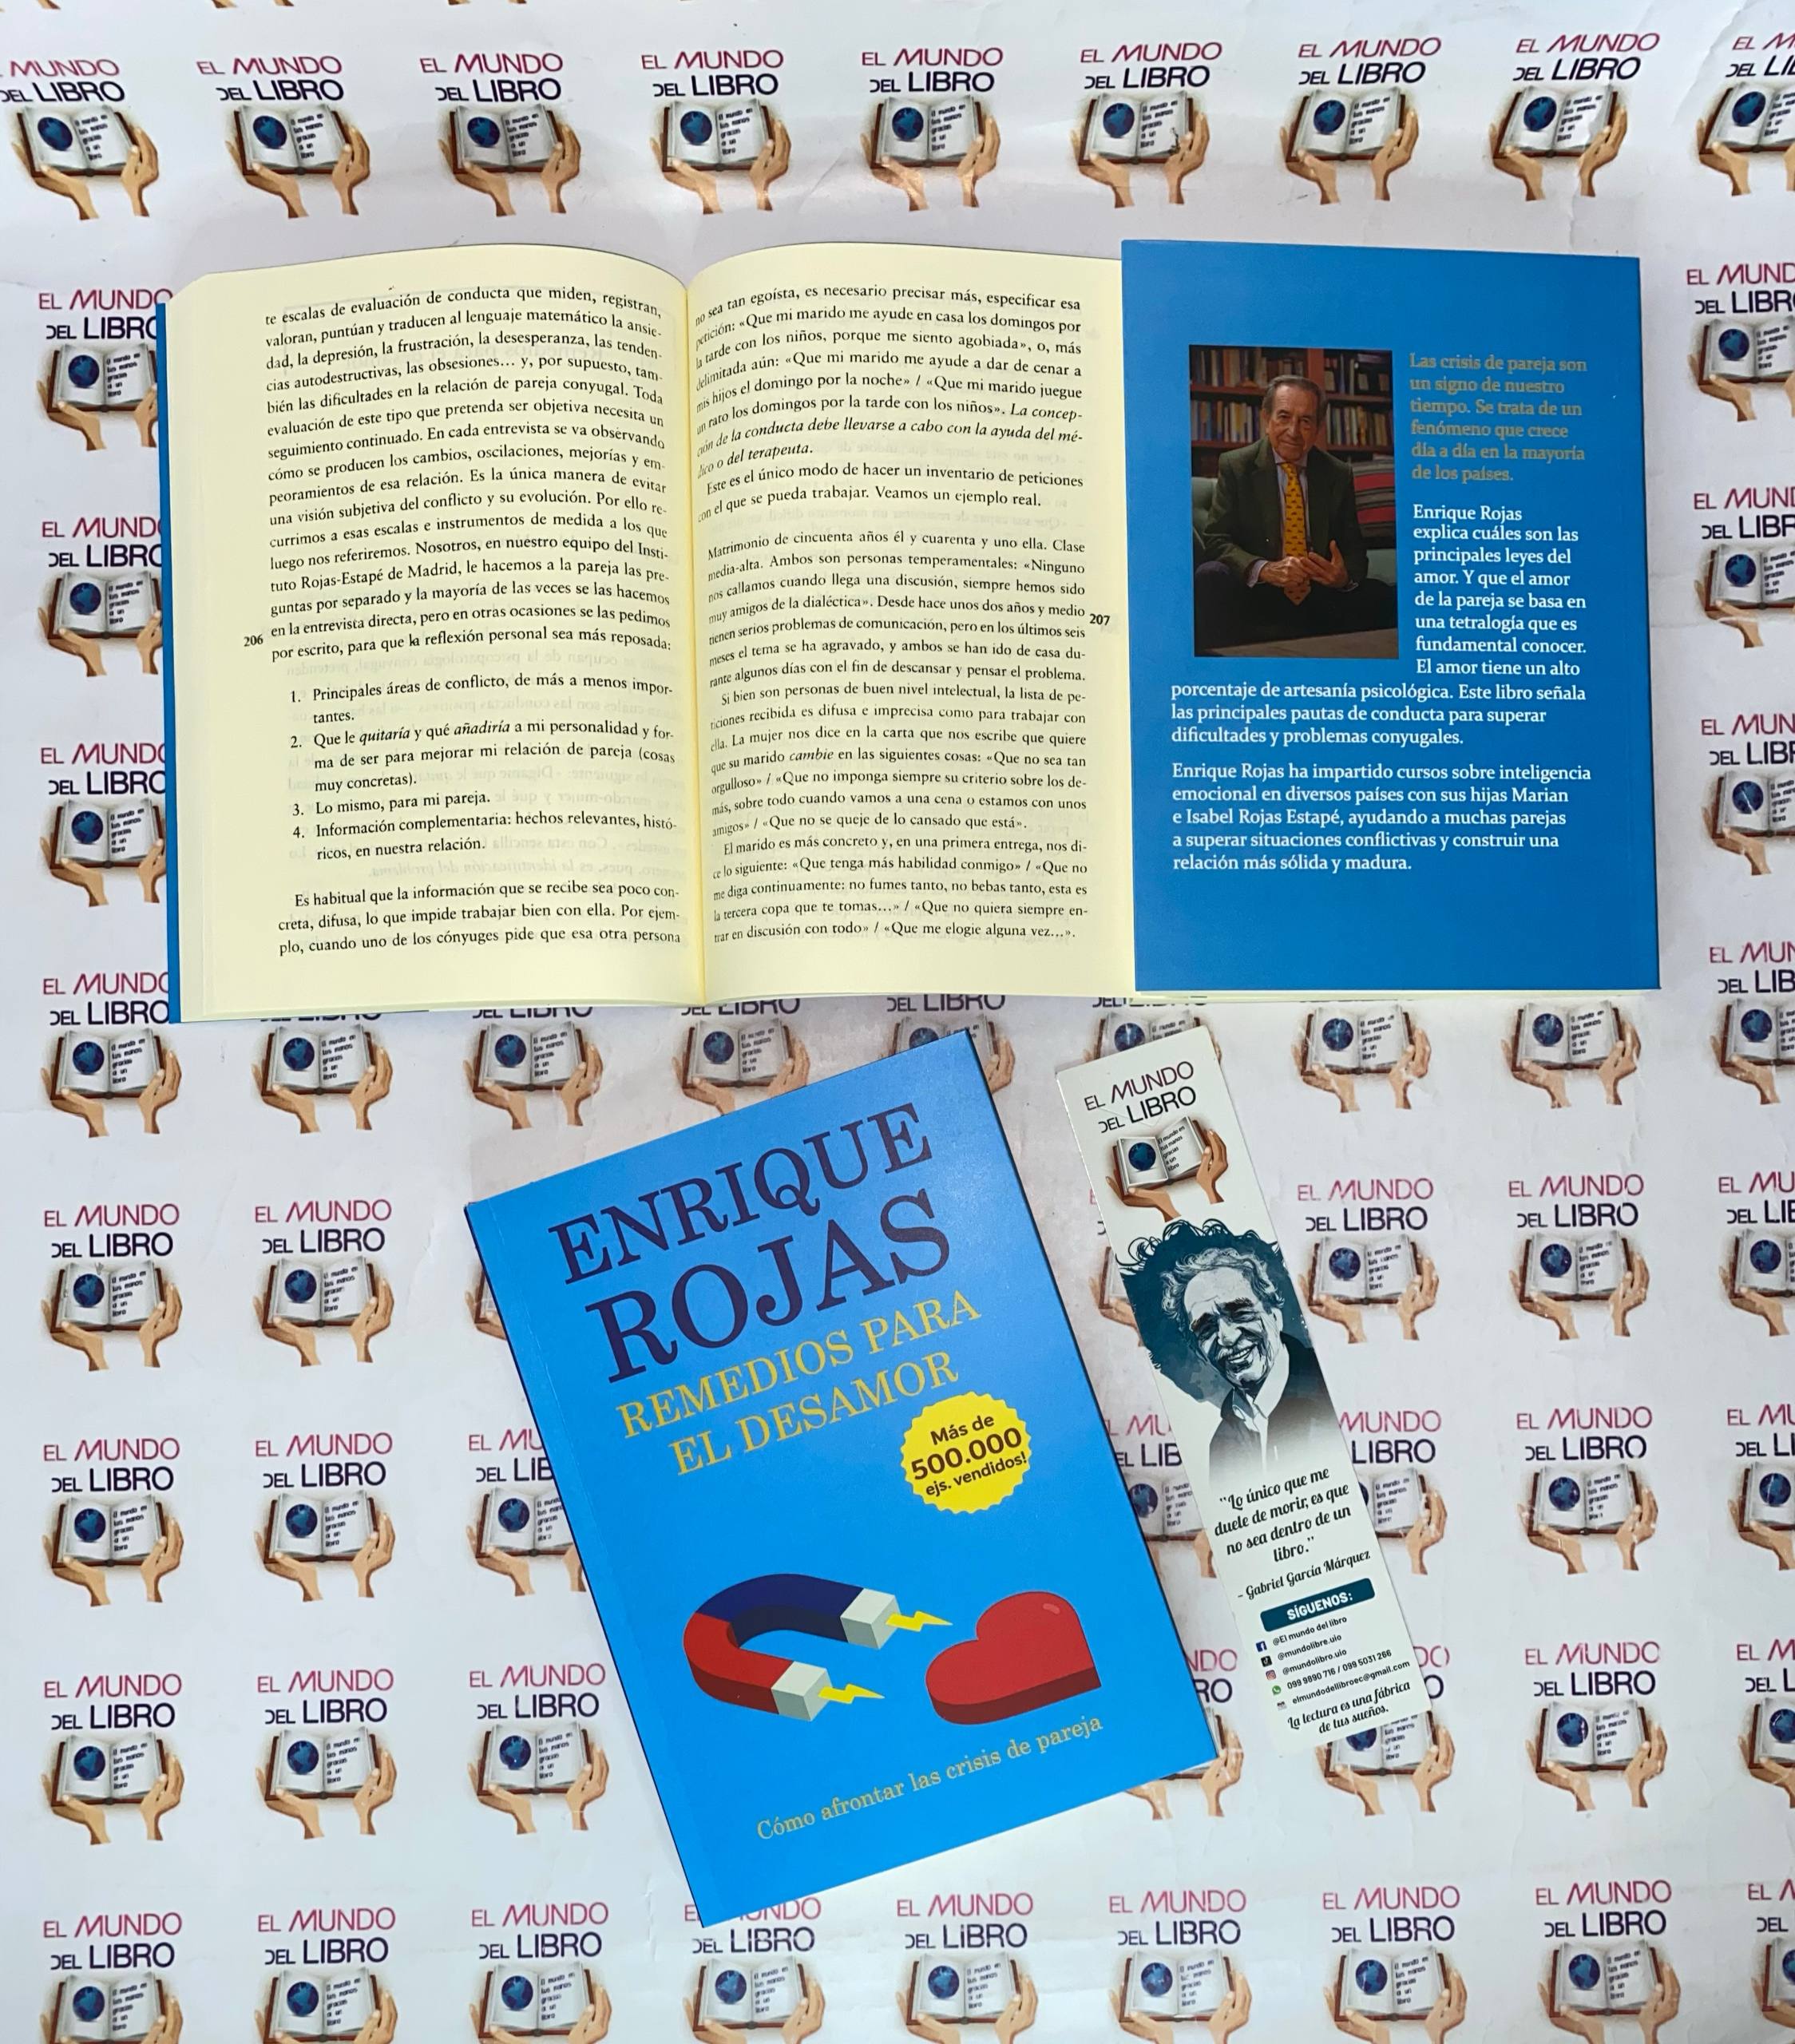 EL MUNDO
DEL LIBRO
te escalas de evaluación de conducta que miden, registran,
valoran, puntúan y traducen al lenguaje matemático la ansie-
dad, la depresión, la frustración, la desesperanza, las tenden-
cias autodestructivas, las obsesiones... y, por supuesto, tam-
bién las dificultades en la relación de pareja conyugal. Toda
evaluación de este tipo que pretenda ser objetiva necesita un
seguimiento continuado. En cada entrevista se va observando
cómo se producen los cambios, oscilaciones, mejorías y em-
peoramientos de esa relación. Es la única manera de evitar
una visión subjetiva del conflicto y su evolución. Por ello re-
currimos a esas escalas e instrumentos de medida a los que
luego nos referiremos. Nosotros, en nuestro equipo del Insti-
tuto Rojas-Estapé de Madrid, le hacemos a la pareja las pre-
guntas por separado y la mayoría de las veces se las hacemos
en la entrevista directa, pero en otras ocasiones se las pedimos
206
por escrito, para que la reflexión personal sea más reposada:
1. Principales áreas de conflicto, de más a menos impor-
tantes.
2. Que le quitaría y qué añadiría a mi personalidad y for-
ma de ser para mejorar mi relación de pareja (cosas
muy concretas).
3. Lo mismo, para mi pareja.
4. Información complementaria: hechos relevantes, histó-
ricos, en nuestra relación.
Es habitual que la información que se recibe sea poco con-
creta, difusa, lo que impide trabajar bien con ella. Por ejem-
plo, cuando uno de los cónyuges pide que esa otra persona
no sea tan egoísta, es necesario precisar más, especificar esa
petición: «Que mi marido me ayude en casa los domingos por
la tarde con los niños, porque me siento agobiada», o, más
delimitada aún: «Que mi marido me ayude a dar de cenar a
mis hijos el domingo por la noche» / «Que mi marido juegue
un rato los domingos por la tarde con los niños». La concep-
ción de la conducta debe llevarse a cabo con la ayuda del mé-
dico o del terapeuta.
Este es el único modo de hacer un inventario de peticiones
con el que se pueda trabajar. Veamos un ejemplo real.
Matrimonio de cincuenta años él y cuarenta y uno ella. Clase
media-alta. Ambos son personas temperamentales: «Ninguno
nos callamos cuando llega una discusión, siempre hemos sido
muy amigos de la dialéctica». Desde hace unos dos años y medio
207
tienen serios problemas de comunicación, pero en los últimos seis
meses el tema se ha agravado, y ambos se han ido de casa du-
rante algunos días con el fin de descansar y pensar el problema.
Si bien son personas de buen nivel intelectual, la lista de pe-
ticiones recibida es difusa e imprecisa como para trabajar con
ella. La mujer nos dice en la carta que nos escribe que quiere
que su marido cambie en las siguientes cosas: «Que no sea tan
orgulloso» / «Que no imponga siempre su criterio sobre los de-
más, sobre todo cuando vamos a una cena o estamos con unos
amigos» / «Que no se queje de lo cansado que está».
El marido es más concreto y, en una primera entrega, nos di-
ce lo siguiente: «Que tenga más habilidad conmigo» / «Que no
me diga continuamente: no fumes tanto, no bebas tanto, esta es
la tercera copa que te tomas...» / «Que no quiera siempre en-
trar en discusión con todo» / «Que me elogie alguna vez...».
Las crisis de pareja son
un signo de nuestro
tiempo. Se trata de un
fenómeno que crece
día a día en la mayoría
de los países.
Enrique Rojas
explica cuáles son las
principales leyes del
amor. Y que el amor
de la pareja se basa en
una tetralogía que es
fundamental conocer.
El amor tiene un alto
porcentaje de artesanía psicológica. Este libro señala
las principales pautas de conducta para superar
dificultades y problemas conyugales.
Enrique Rojas ha impartido cursos sobre inteligencia
emocional en diversos países con sus hijas Marian
e Isabel Rojas Estapé, ayudando a muchas parejas
a superar situaciones conflictivas y construir una
relación más sólida y madura.
ENRIQUE
ROJAS
REMEDIOS PARA
EL DESAMOR
Más de
500.000
ejs. vendidos!
Cómo afrontar las crisis de pareja
EL MUNDO
DEL LIBRO
El mundo en
tus manos
gracias
a un
libro
"Lo único que me
duele de morir, es que
no sea dentro de un
libro."
- Gabriel García Márquez
SÍGUENOS:
@El mundo del libro
@mundolibre.uio
@mundolibro.uio
099 9890 716 / 099 5031 266
elmundodellibroec@gmail.com
La lectura es una fábrica
de tus sueños.